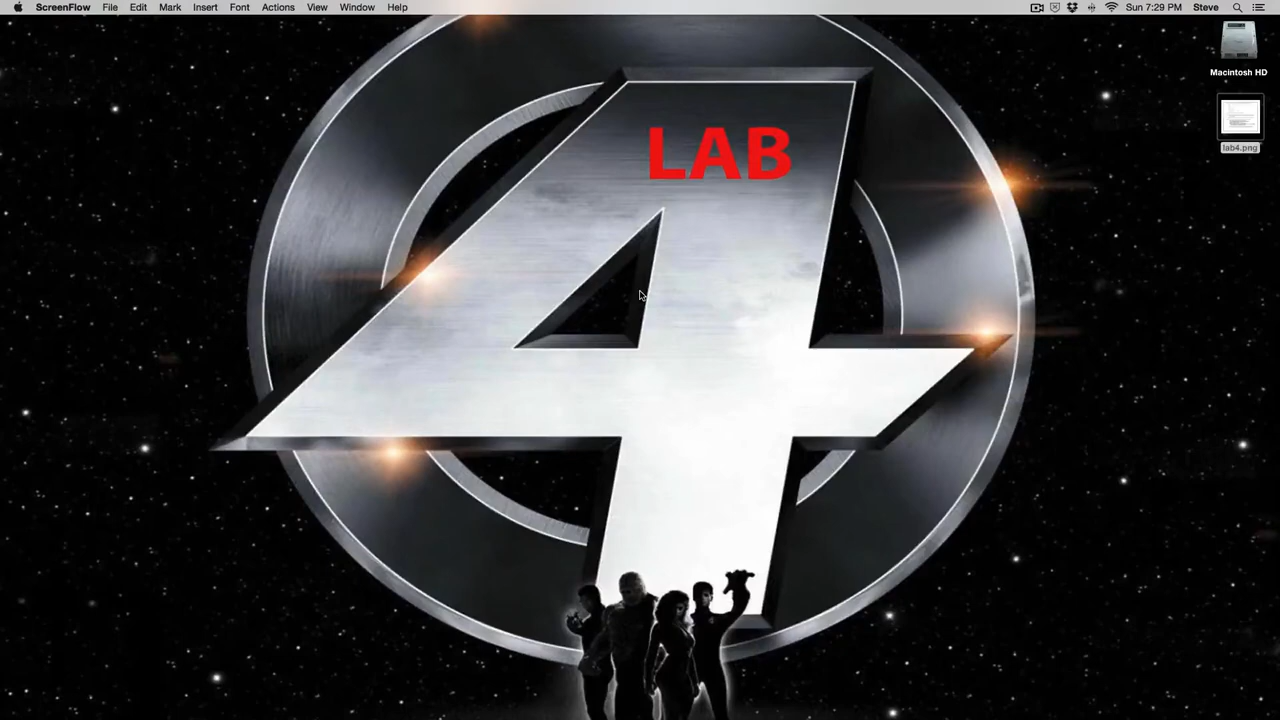 ScreenFlow File Edit Mark Insert Font Actions View Window Help Sun 7:29 PM Steve
Macintosh HD
lab4.png
LAB
4